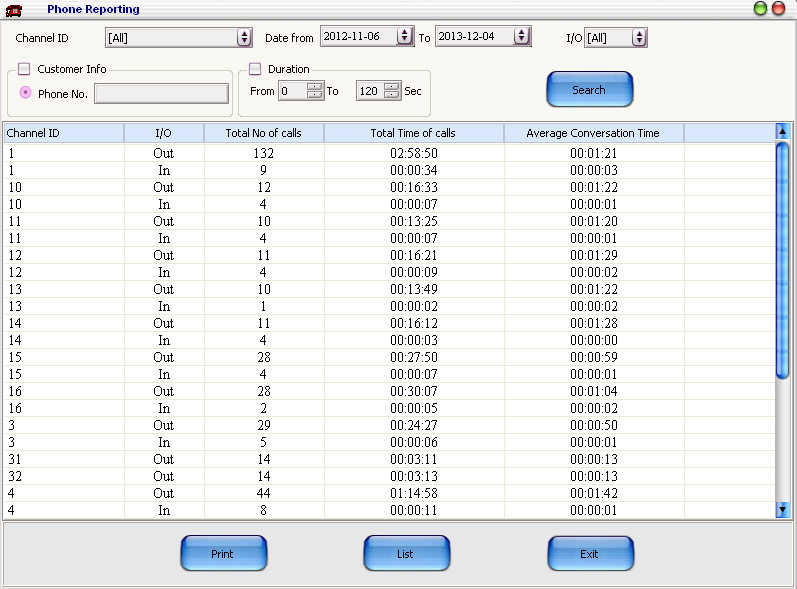 Phone Reporting
Channel ID [All] Date from 2012-11-06 To 2013-12-04 I/O [All]
Customer Info Duration
Phone No. From 0 To 120 Sec Search
Channel ID I/O Total No of calls Total Time of calls Average Conversation Time
1 Out 132 02:58:50 00:01:21
1 In 9 00:00:34 00:00:03
10 Out 12 00:16:33 00:01:22
10 In 4 00:00:07 00:00:01
11 Out 10 00:13:25 00:01:20
11 In 4 00:00:07 00:00:01
12 Out 11 00:16:21 00:01:29
12 In 4 00:00:09 00:00:02
13 Out 10 00:13:49 00:01:22
13 In 1 00:00:02 00:00:02
14 Out 11 00:16:12 00:01:28
14 In 4 00:00:03 00:00:00
15 Out 28 00:27:50 00:00:59
15 In 4 00:00:07 00:00:01
16 Out 28 00:30:07 00:01:04
16 In 2 00:00:05 00:00:02
3 Out 29 00:24:27 00:00:50
3 In 5 00:00:06 00:00:01
31 Out 14 00:03:11 00:00:13
32 Out 14 00:03:13 00:00:13
4 Out 44 01:14:58 00:01:42
4 In 8 00:00:11 00:00:01
Print List Exit